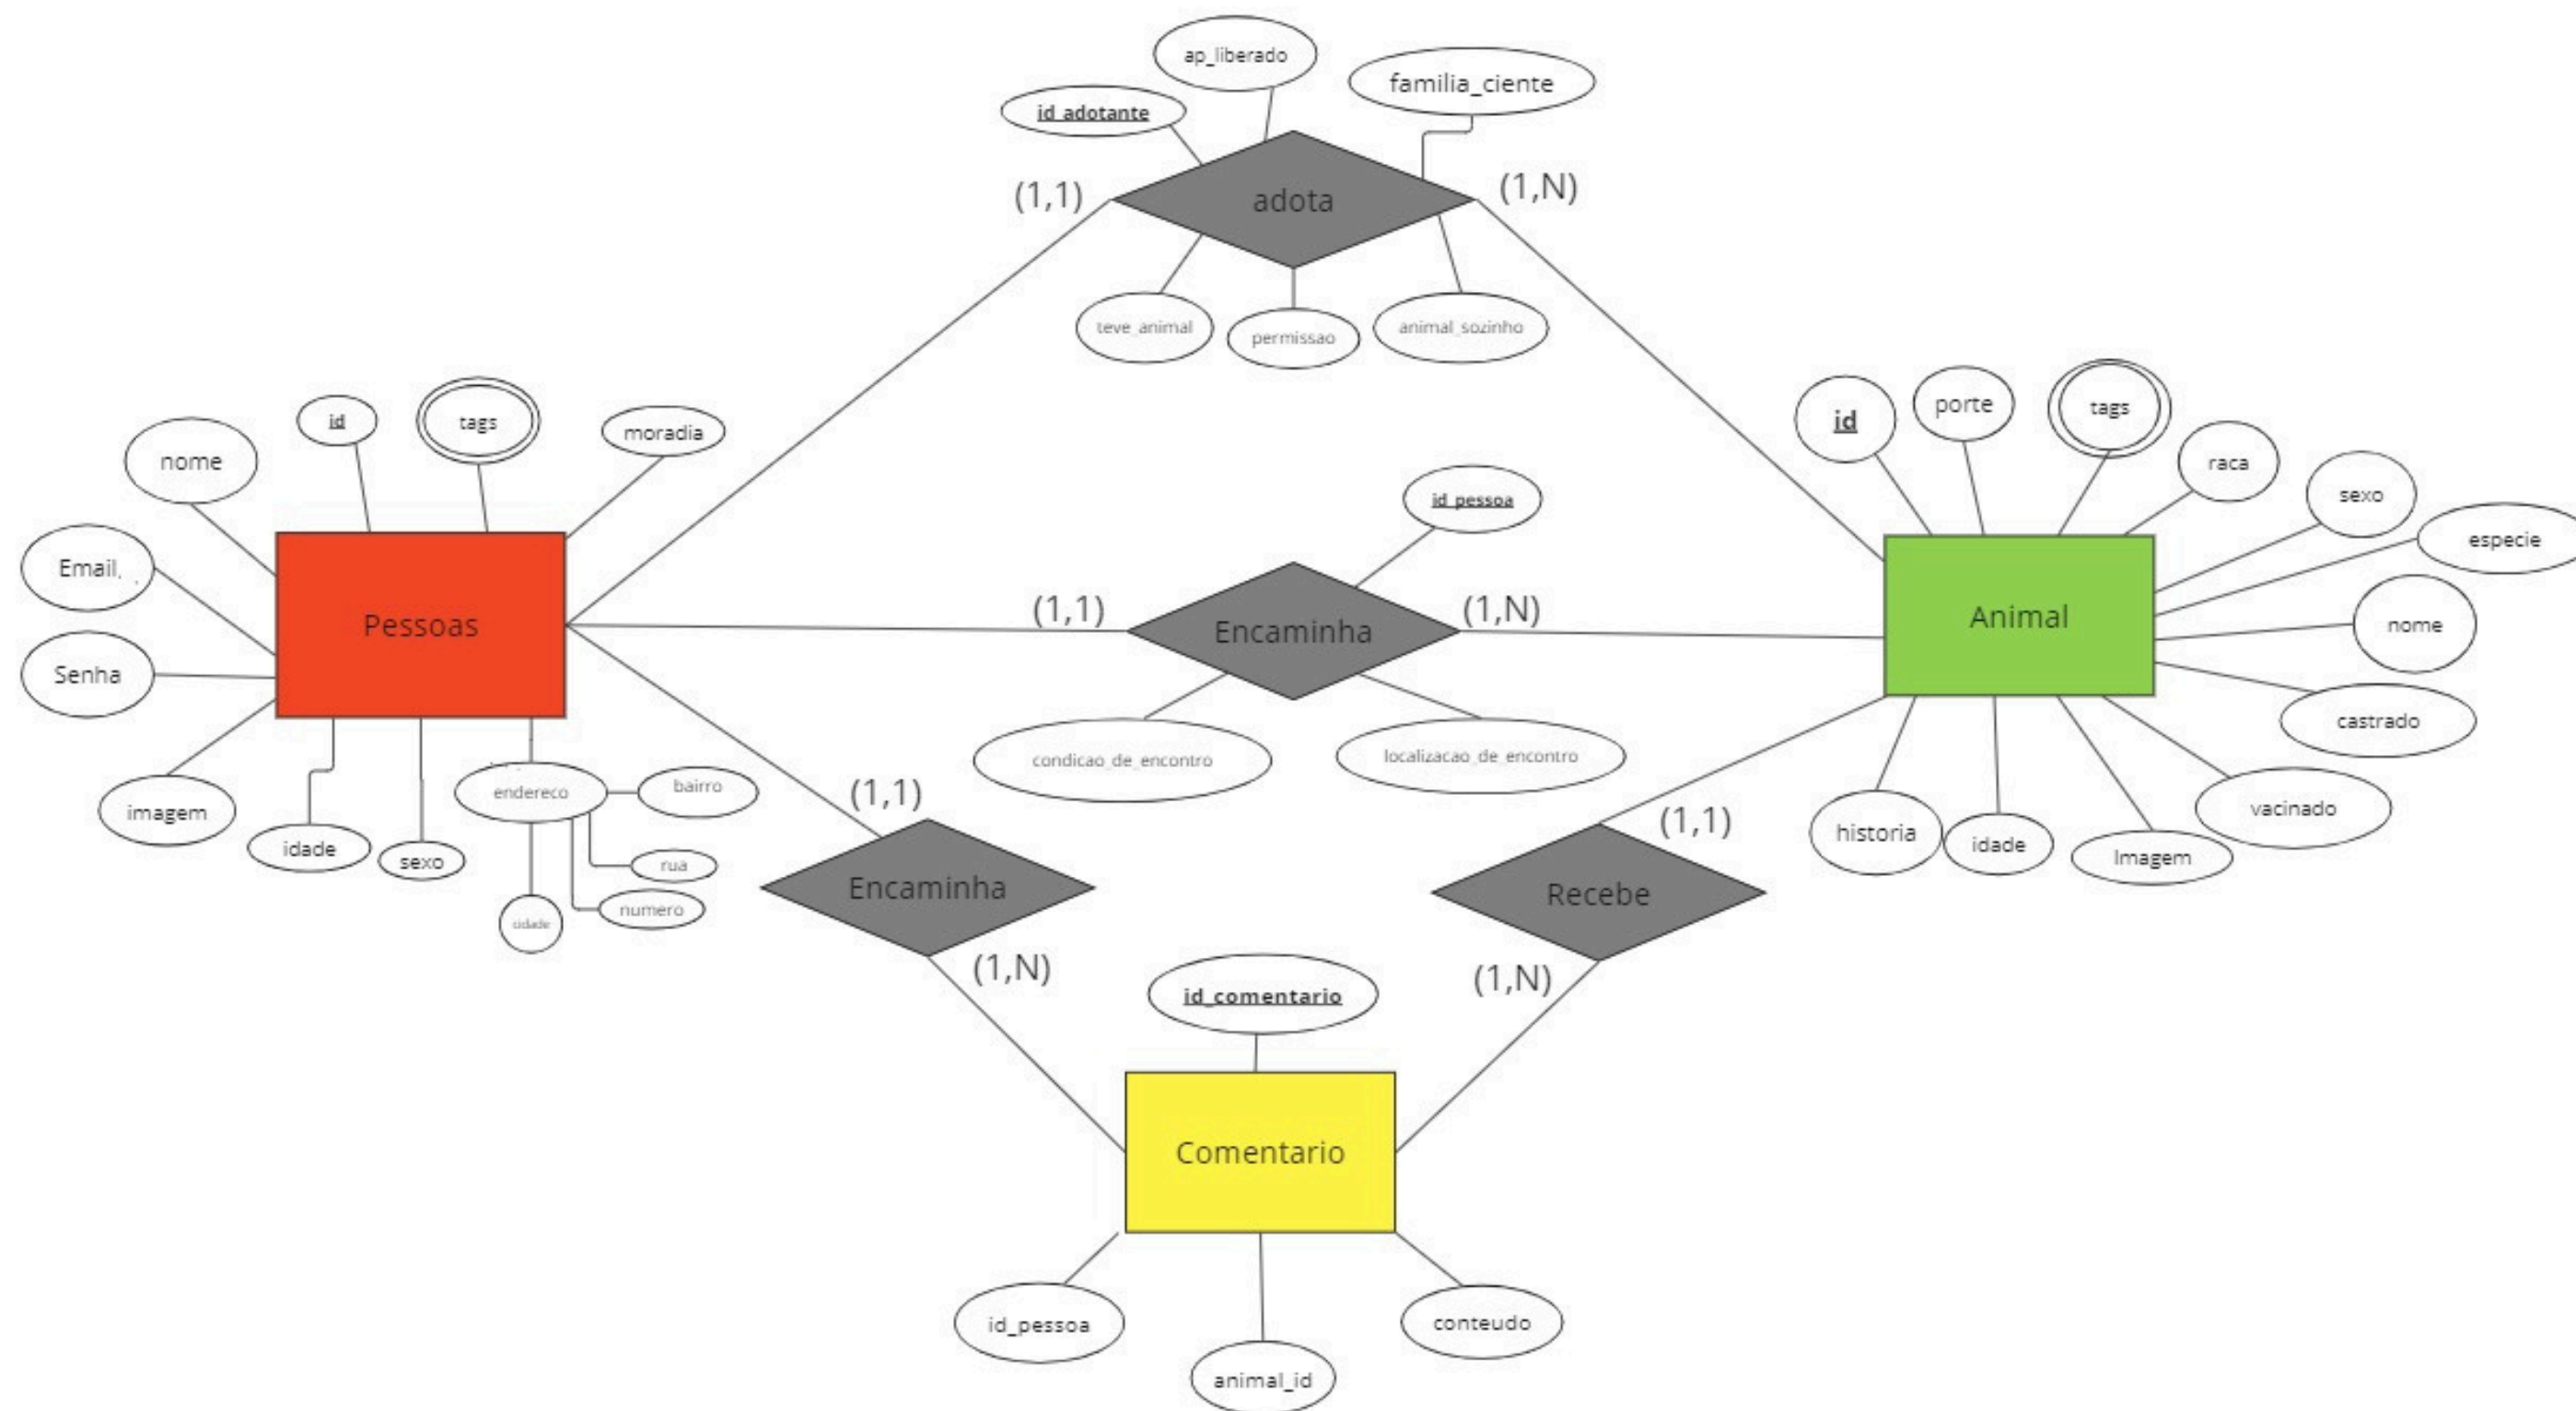 ap_liberado
familia_ciente
id_adotante
adota
(1,1)
(1,N)
teve_animal
permissao
animal_sozinho
id
tags
moradia
nome
Email
Senha
Pessoas
imagem
idade
sexo
endereco
bairro
rua
numero
cidade
id_pessoa
(1,1)
Encaminha
(1,N)
condicao_de_encontro
localizacao_de_encontro
id
porte
tags
raca
sexo
especie
nome
Animal
castrado
vacinado
historia
idade
Imagem
(1,1)
Encaminha
(1,N)
(1,1)
Recebe
(1,N)
id_comentario
Comentario
id_pessoa
animal_id
conteudo